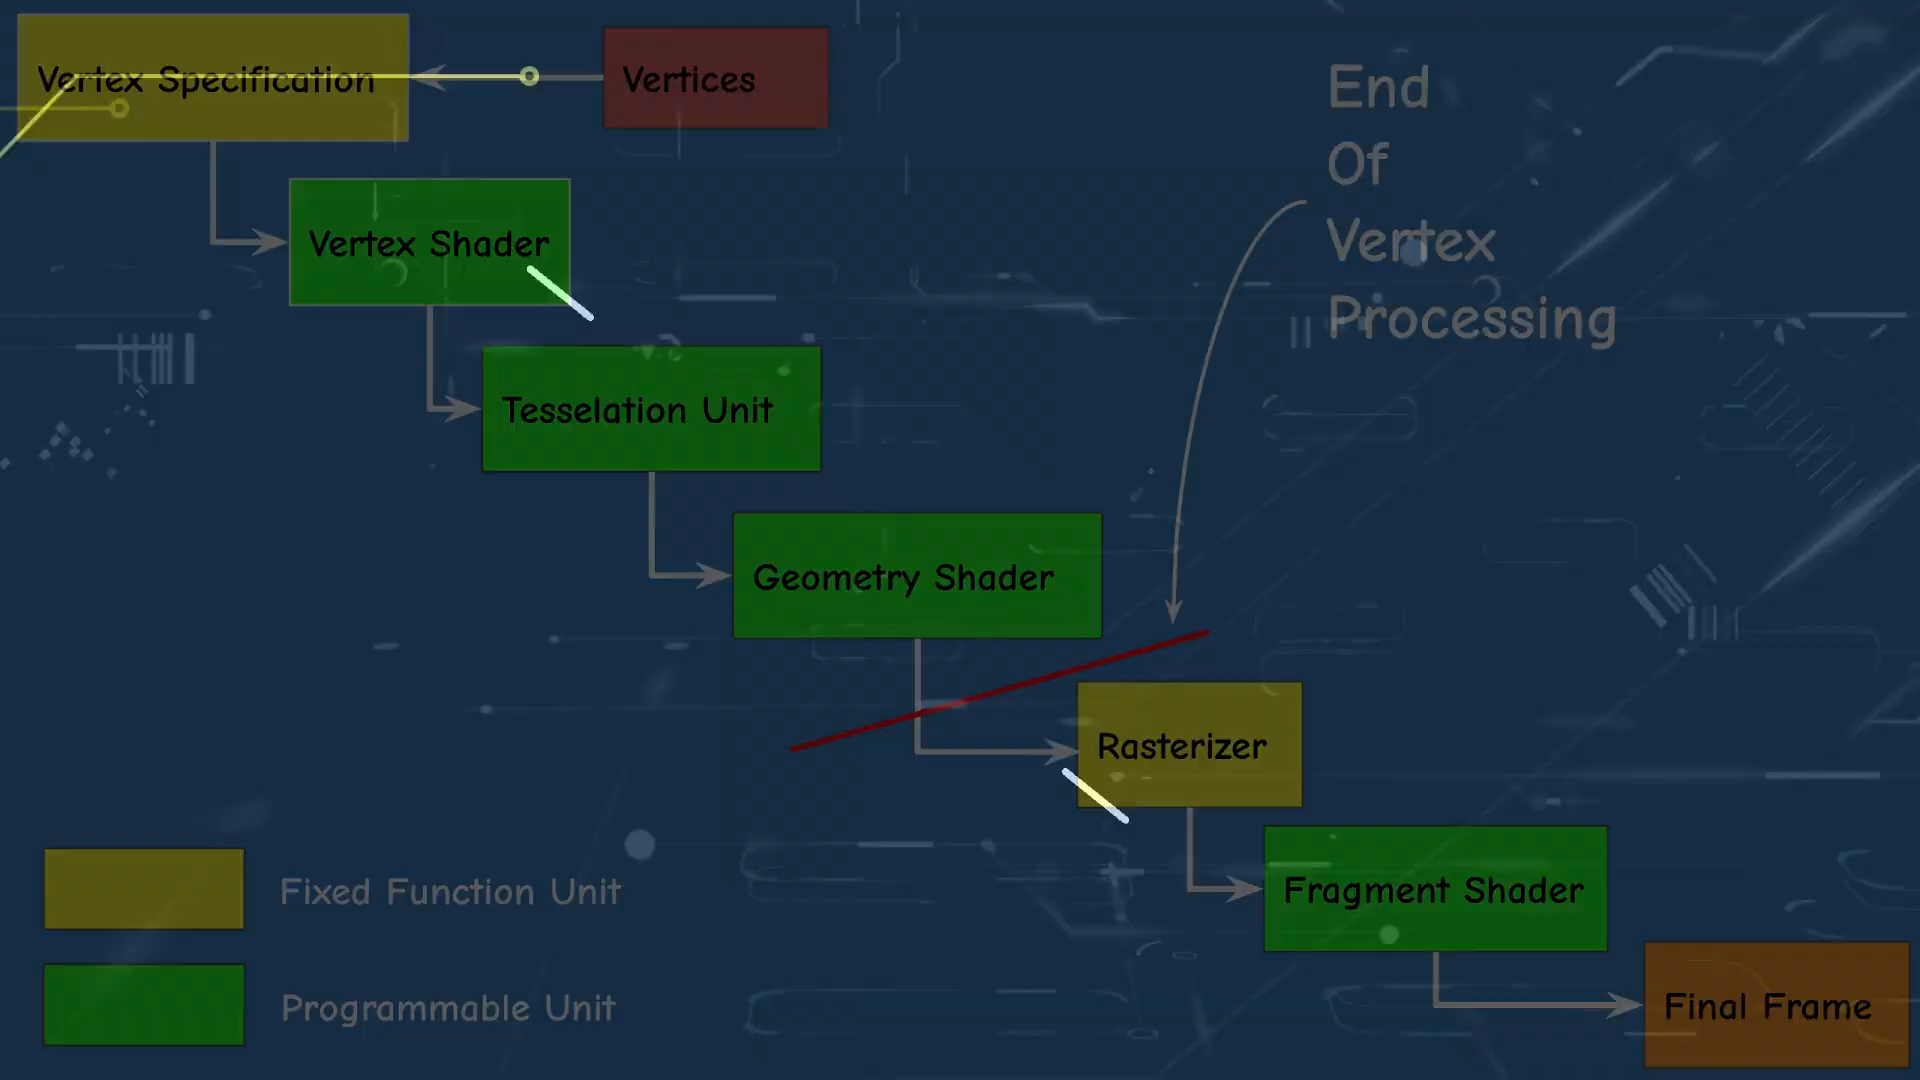 Vertex Specification
Vertices
End
Of
Vertex
Processing
Vertex Shader
Tesselation Unit
Geometry Shader
Rasterizer
Fragment Shader
Final Frame
Fixed Function Unit
Programmable Unit